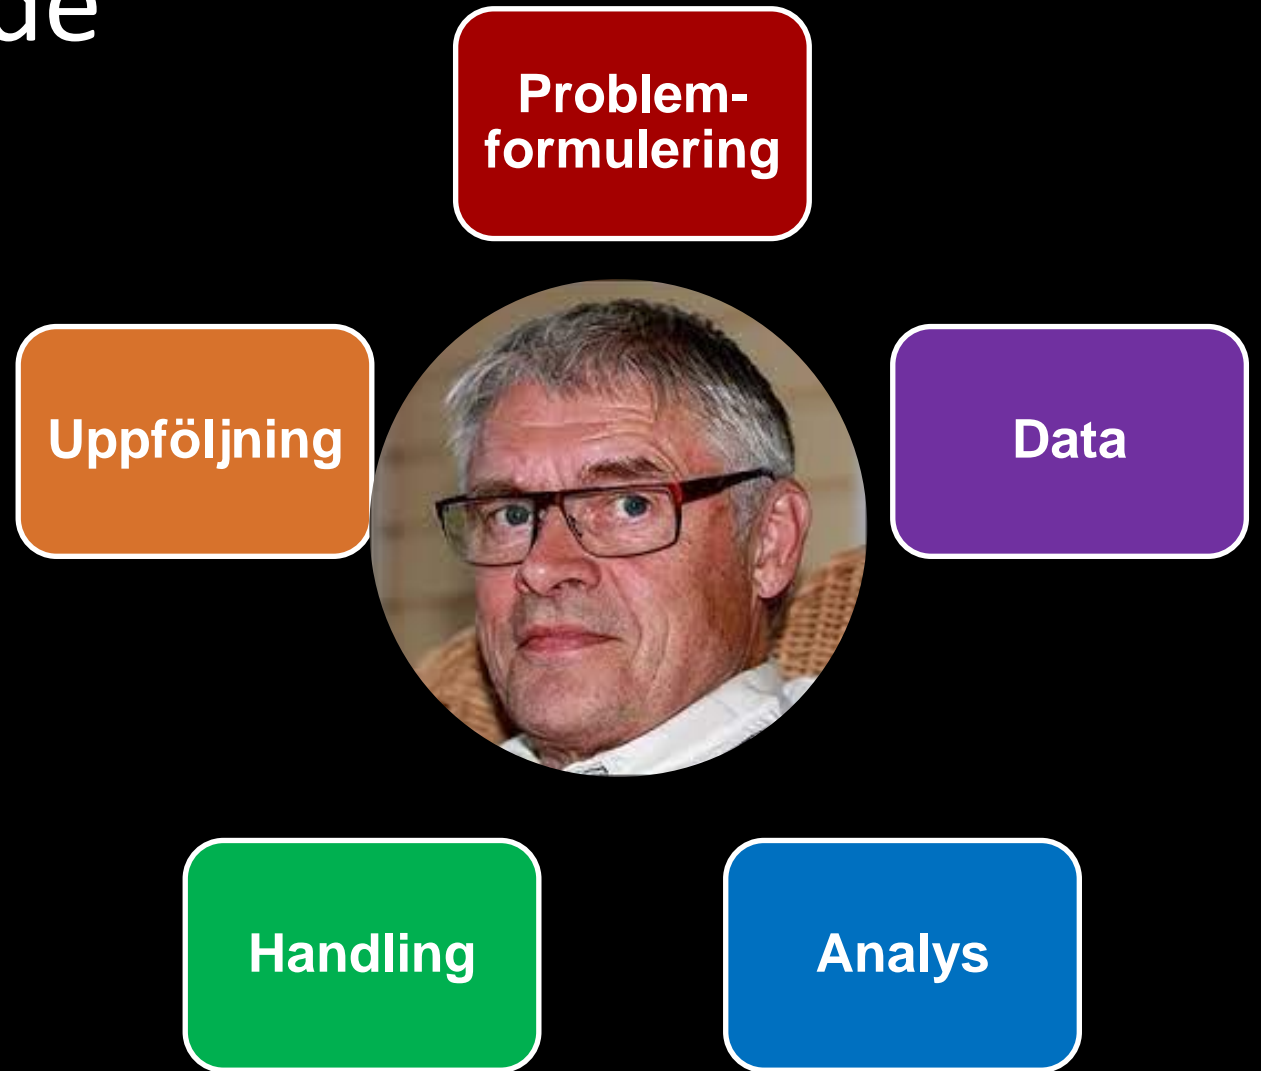 Problem-
formulering
Uppföljning
Data
Handling
Analys